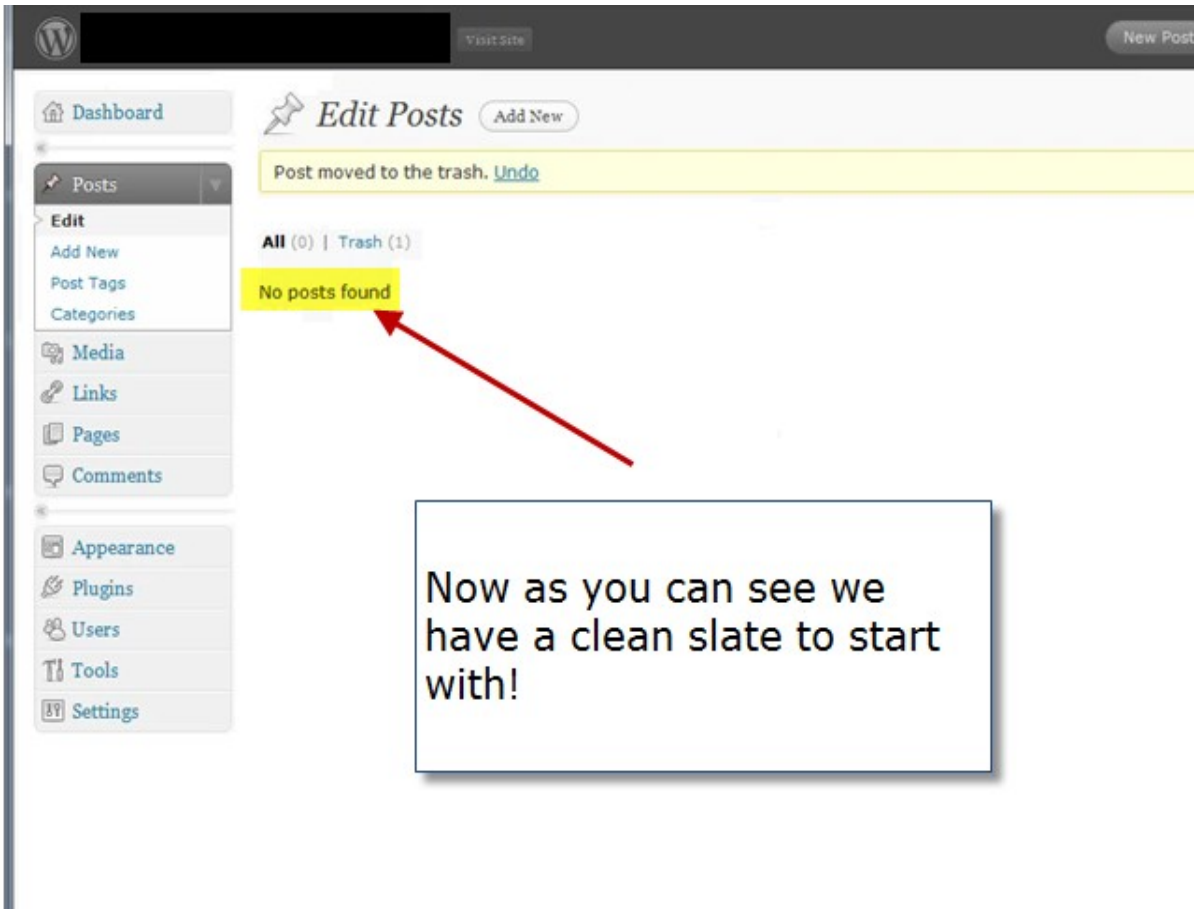 Visit Site
New Post
Dashboard
Edit Posts Add New
Post moved to the trash. Undo
Posts
Edit
Add New
Post Tags
Categories
All (0) | Trash (1)
No posts found
Media
Links
Pages
Comments
Appearance
Plugins
Users
Tools
Settings
Now as you can see we
have a clean slate to start
with!